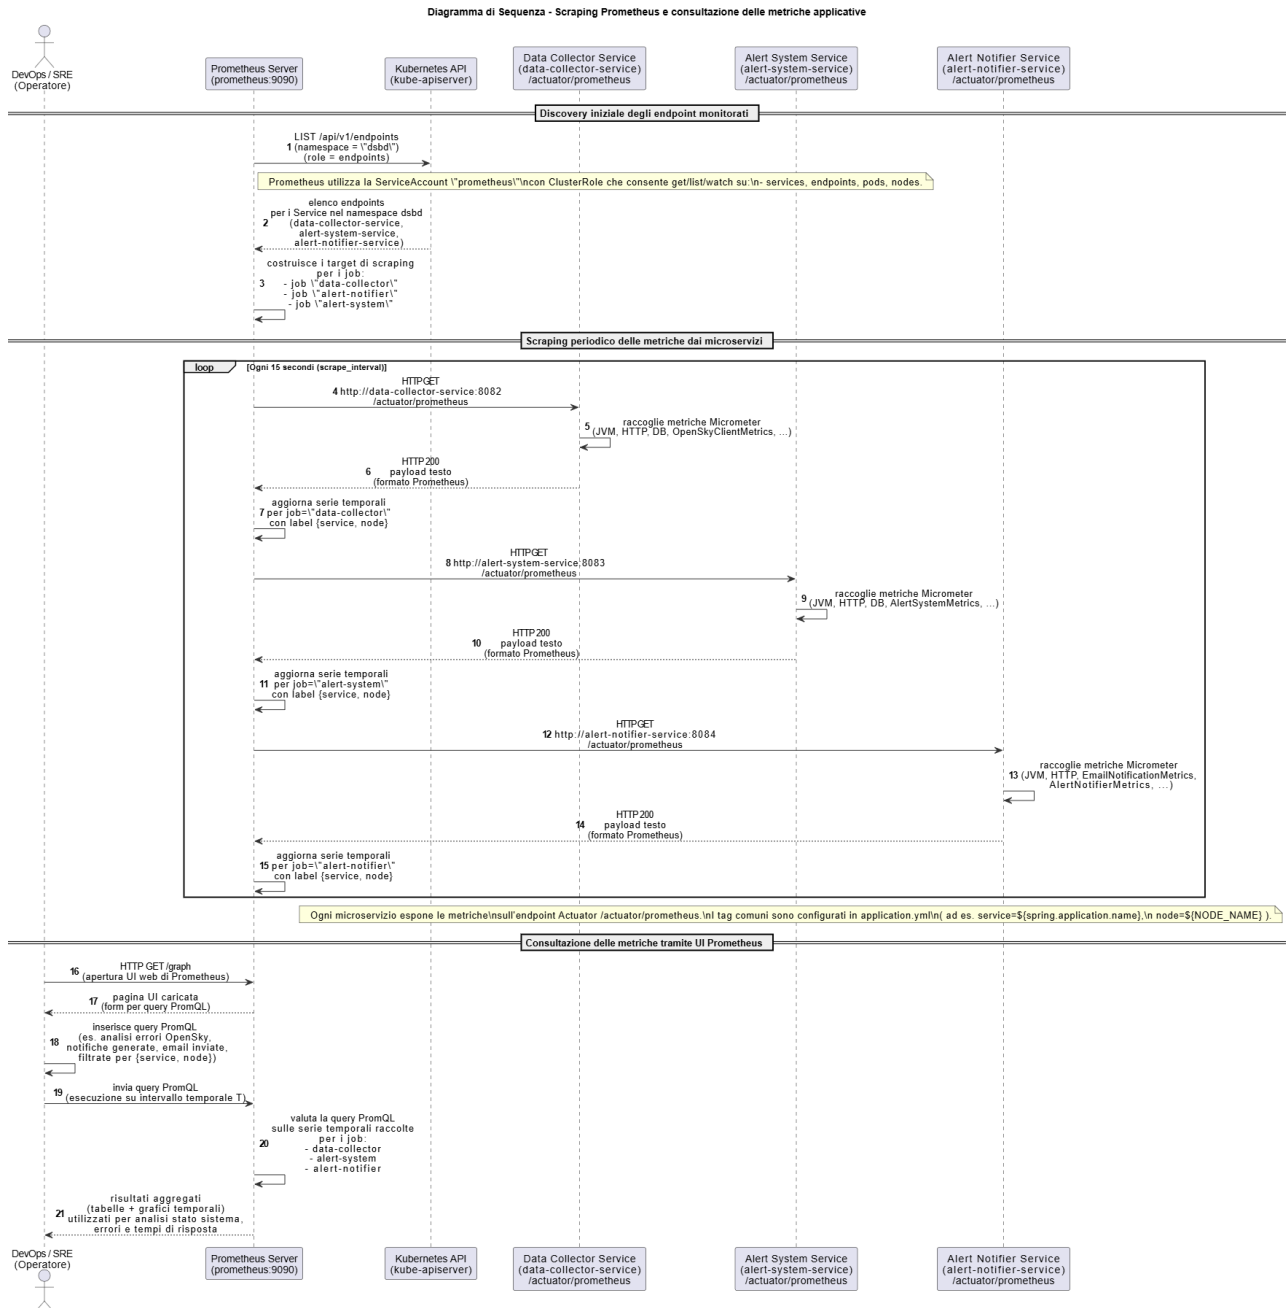 Diagramma di Sequenza - Scraping Prometheus e consultazione delle metriche applicative
DevOps / SRE
(Operatore)
Prometheus Server
(prometheus:9090)
Kubernetes API
(kube-apiserver)
Data Collector Service
(data-collector-service)
/actuator/prometheus
Alert System Service
(alert-system-service)
/actuator/prometheus
Alert Notifier Service
(alert-notifier-service)
/actuator/prometheus
Discovery iniziale degli endpoint monitorati
LIST /api/v1/endpoints
1 (namespace = \"dsbd\")
(role = endpoints)
Prometheus utilizza la ServiceAccount \"prometheus\"\ncon ClusterRole che consente get/list/watch su:\n- services, endpoints, pods, nodes.
elenco endpoints
per i Service nel namespace dsbd
2 (data-collector-service,
alert-system-service,
alert-notifier-service)
costruisce i target di scraping
per i job:
3 - job \"data-collector\"
- job \"alert-notifier\"
- job \"alert-system\"
Scraping periodico delle metriche dai microservizi
loop [Ogni 15 secondi (scrape_interval)]
HTTP GET
4 http://data-collector-service:8082
/actuator/prometheus
raccoglie metriche Micrometer
5 (JVM, HTTP, DB, OpenSkyClientMetrics, ...)
HTTP 200
6 payload testo
(formato Prometheus)
aggiorna serie temporali
7 per job=\"data-collector\"
con label {service, node}
HTTP GET
8 http://alert-system-service:8083
/actuator/prometheus
raccoglie metriche Micrometer
9 (JVM, HTTP, DB, AlertSystemMetrics, ...)
HTTP 200
10 payload testo
(formato Prometheus)
aggiorna serie temporali
11 per job=\"alert-system\"
con label {service, node}
HTTP GET
12 http://alert-notifier-service:8084
/actuator/prometheus
raccoglie metriche Micrometer
13 (JVM, HTTP, EmailNotificationMetrics,
AlertNotifierMetrics, ...)
HTTP 200
14 payload testo
(formato Prometheus)
aggiorna serie temporali
15 per job=\"alert-notifier\"
con label {service, node}
Ogni microservizio espone le metriche\nsull'endpoint Actuator /actuator/prometheus.\nI tag comuni sono configurati in application.yml\n( ad es. service=${spring.application.name},\n node=${NODE_NAME} ).
Consultazione delle metriche tramite UI Prometheus
16 HTTP GET /graph
(apertura UI web di Prometheus)
17 pagina UI caricata
(form per query PromQL)
inserisce query PromQL
18 (es. analisi errori OpenSky,
notifiche generate, email inviate,
filtrate per {service, node})
19 invia query PromQL
(esecuzione su intervallo temporale T)
valuta la query PromQL
sulle serie temporali raccolte
20 per i job:
- data-collector
- alert-system
- alert-notifier
risultati aggregati
21 (tabelle + grafici temporali)
utilizzati per analisi stato sistema,
errori e tempi di risposta
DevOps / SRE
(Operatore)
Prometheus Server
(prometheus:9090)
Kubernetes API
(kube-apiserver)
Data Collector Service
(data-collector-service)
/actuator/prometheus
Alert System Service
(alert-system-service)
/actuator/prometheus
Alert Notifier Service
(alert-notifier-service)
/actuator/prometheus